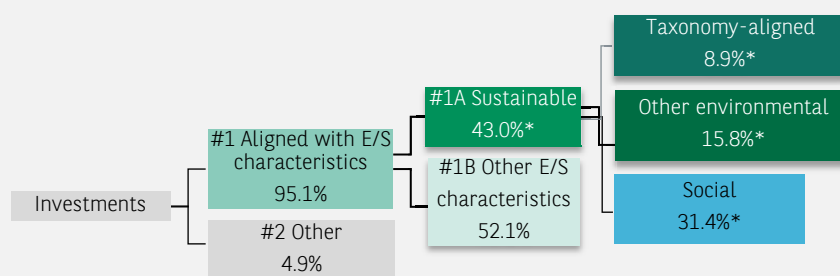 Investments
#1 Aligned with E/S
characteristics
95.1%
#2 Other
4.9%
#1A Sustainable
43.0%*
#1B Other E/S
characteristics
52.1%
Taxonomy-aligned
8.9%*
Other environmental
15.8%*
Social
31.4%*